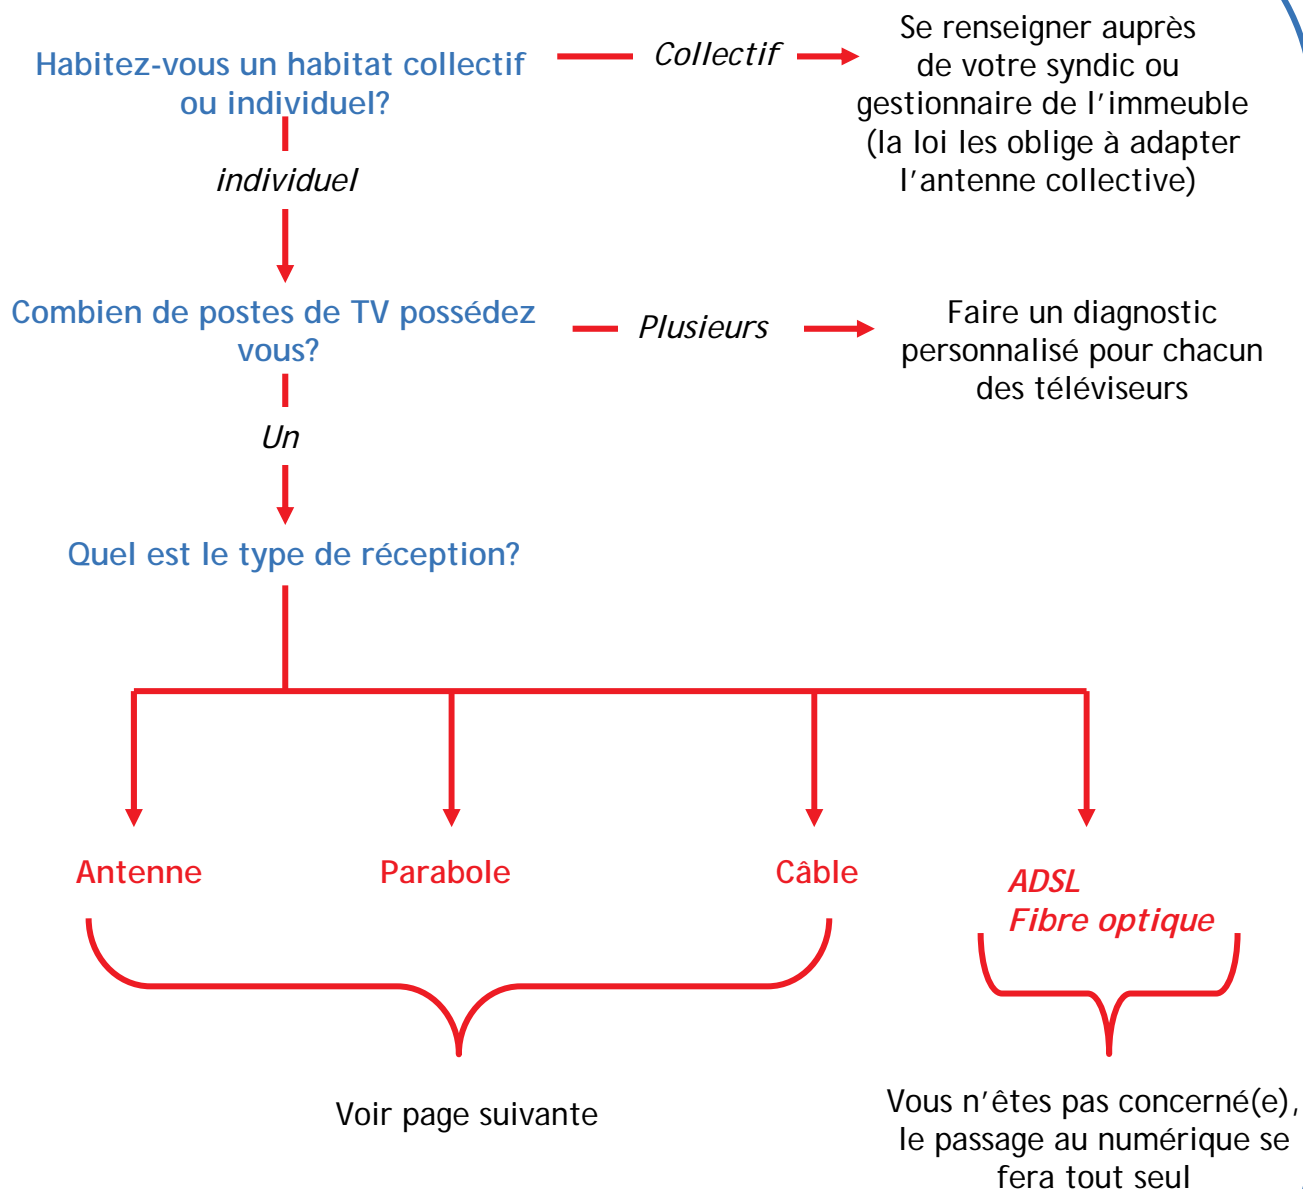 Habitez-vous un habitat collectif
ou individuel?
Collectif
Se renseigner auprès
de votre syndic ou
gestionnaire de l'immeuble
(la loi les oblige à adapter
l'antenne collective)
individuel
Combien de postes de TV possédez
vous?
Plusieurs
Faire un diagnostic
personnalisé pour chacun
des téléviseurs
Un
Quel est le type de réception?
Antenne
Parabole
Câble
ADSL
Fibre optique
Voir page suivante
Vous n'êtes pas concerné(e),
le passage au numérique se
fera tout seul